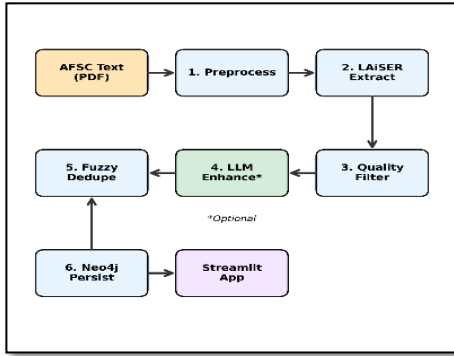 AFSC Text
(PDF)
1. Preprocess
2. LAiSER
Extract
5. Fuzzy
Dedupe
4. LLM
Enhance*
3. Quality
Filter
*Optional
6. Neo4j
Persist
Streamlit
App